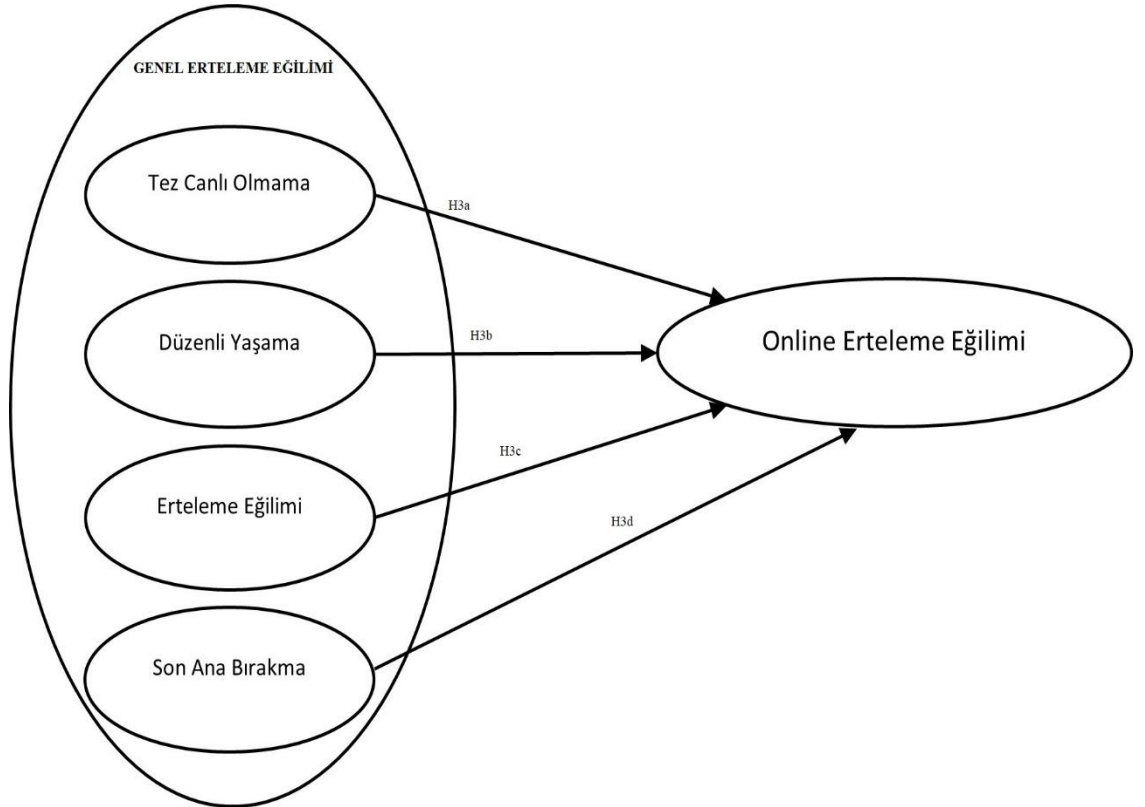 GENEL ERTELEME EĞİLİMİ
Tez Canlı Olmama
H3a
Düzenli Yaşama
H3b
Online Erteleme Eğilimi
Erteleme Eğilimi
H3c
H3d
Son Ana Bırakma